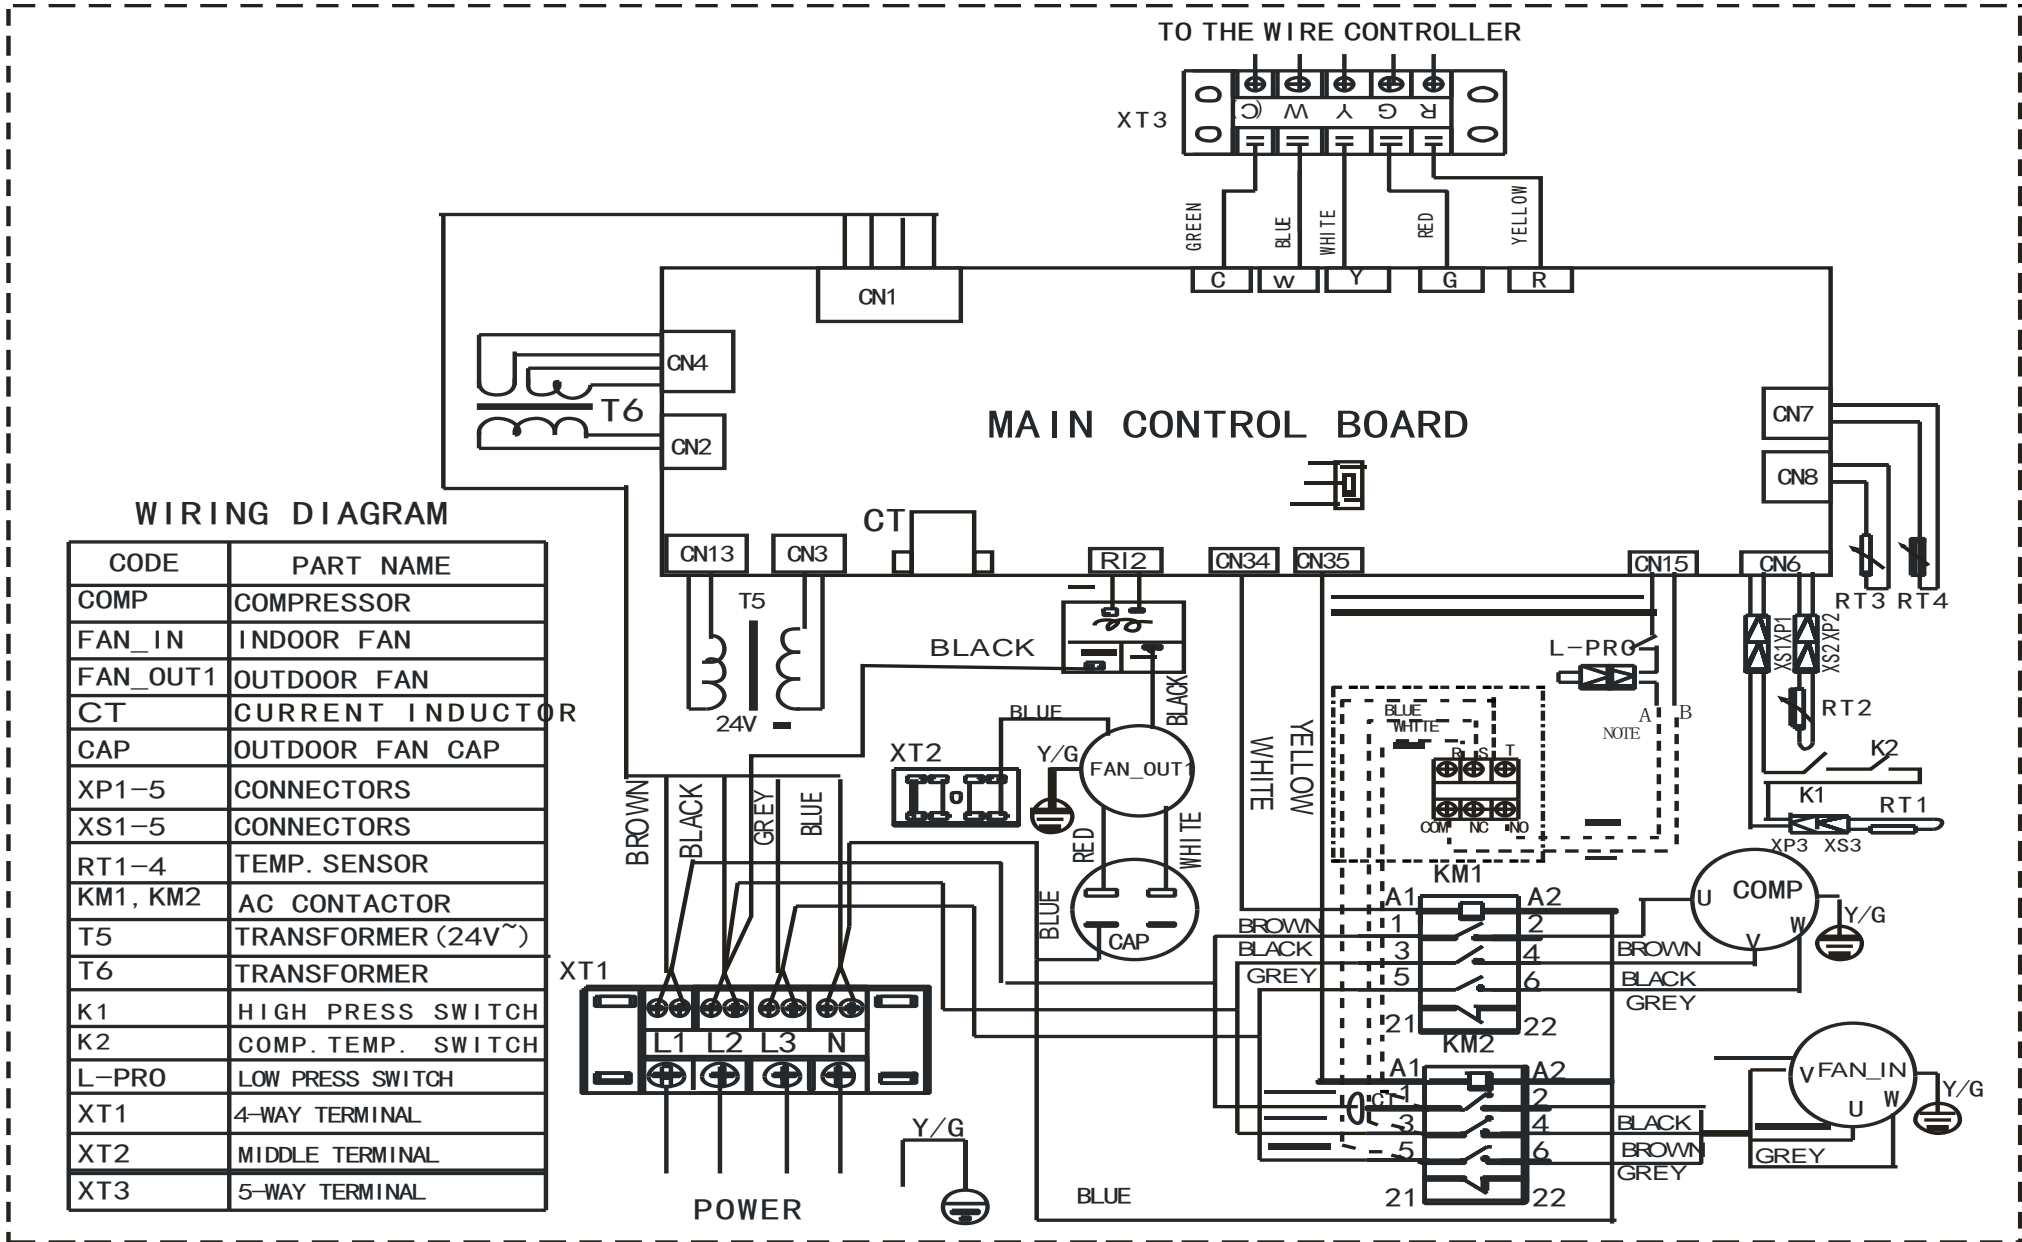 TO THE WIRE CONTROLLER
XT3
C W Y G R
GREEN
BLUE
WHITE
RED
YELLOW
C W Y G R
CN1
CN4
T6
CN2
MAIN CONTROL BOARD
CN7
CN8
WIRING DIAGRAM
CT
CN13
CN3
RI2
CN34
CN35
CN15
CN6
RT3 RT4
CODE PART NAME
COMP COMPRESSOR
FAN_IN INDOOR FAN
FAN_OUT1 OUTDOOR FAN
CT CURRENT INDUCTOR
CAP OUTDOOR FAN CAP
XP1-5 CONNECTORS
XS1-5 CONNECTORS
RT1-4 TEMP. SENSOR
KM1, KM2 AC CONTACTOR
T5 TRANSFORMER(24V~)
T6 TRANSFORMER
K1 HIGH PRESS SWITCH
K2 COMP. TEMP. SWITCH
L-PRO LOW PRESS SWITCH
XT1 4-WAY TERMINAL
XT2 MIDDLE TERMINAL
XT3 5-WAY TERMINAL
T5
24V
BLACK
BLACK
BLUE
XT2
Y/G
FAN_OUT1
RED
WHITE
BLUE
CAP
WHITE
YELLOW
L-PRO
A B
NOTE
XS1XP1
XS2XP2
RT2
K2
K1
RT1
XP3 XS3
BLUE
WHITE
R S T
COM NC NO
BROWN
BLACK
GREY
BLUE
XT1
L1 L2 L3 N
POWER
Y/G
BLUE
KM1
A1 A2
BROWN 1 2
BLACK 3 4 BROWN
GREY 5 6 BLACK
GREY
21 22
COMP
U
V
W
Y/G
KM2
A1 A2
CT 1 2
3 4 BLACK
5 6 BROWN
GREY
21 22
FAN_IN
V
U
W
GREY
Y/G